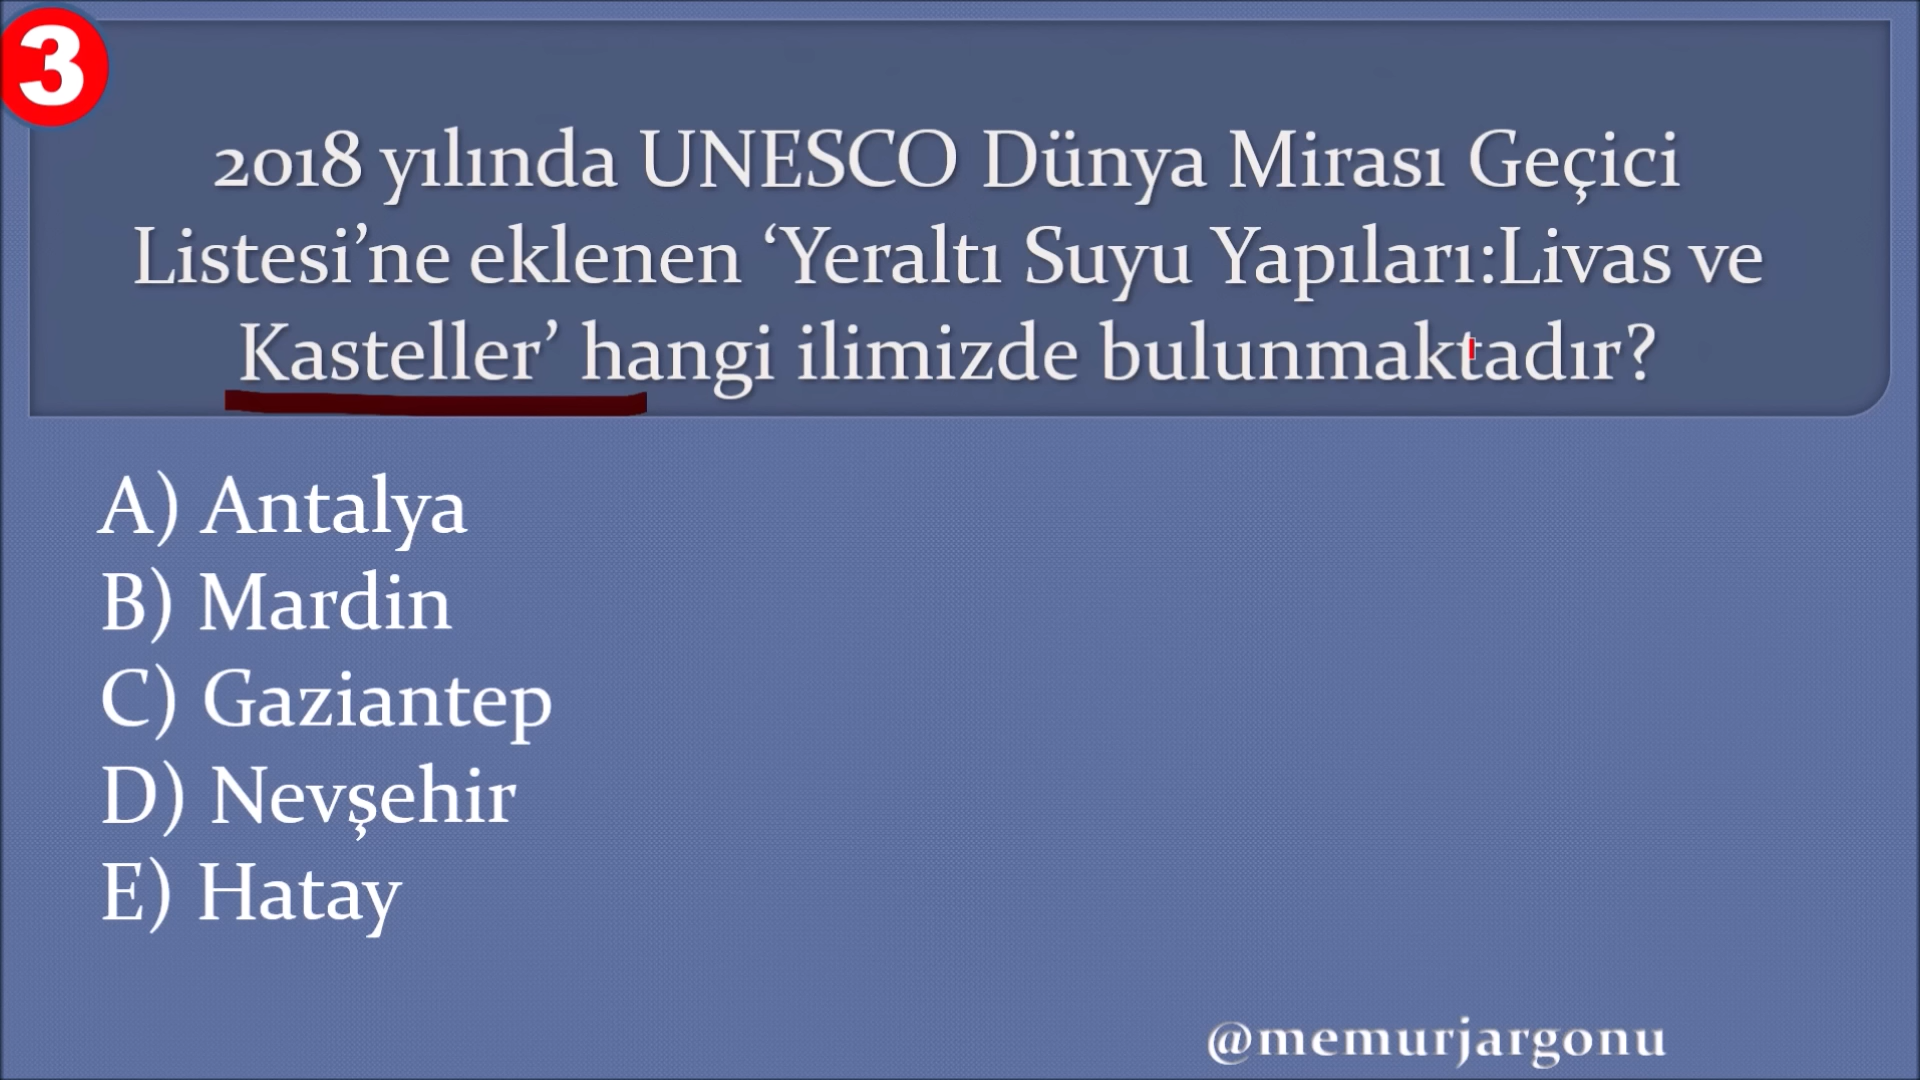 3
2018 yılında UNESCO Dünya Mirası Geçici
Listesi’ne eklenen ‘Yeraltı Suyu Yapıları:Livas ve
Kasteller’ hangi ilimizde bulunmaktadır?
A) Antalya
B) Mardin
C) Gaziantep
D) Nevşehir
E) Hatay
@memurjargonu